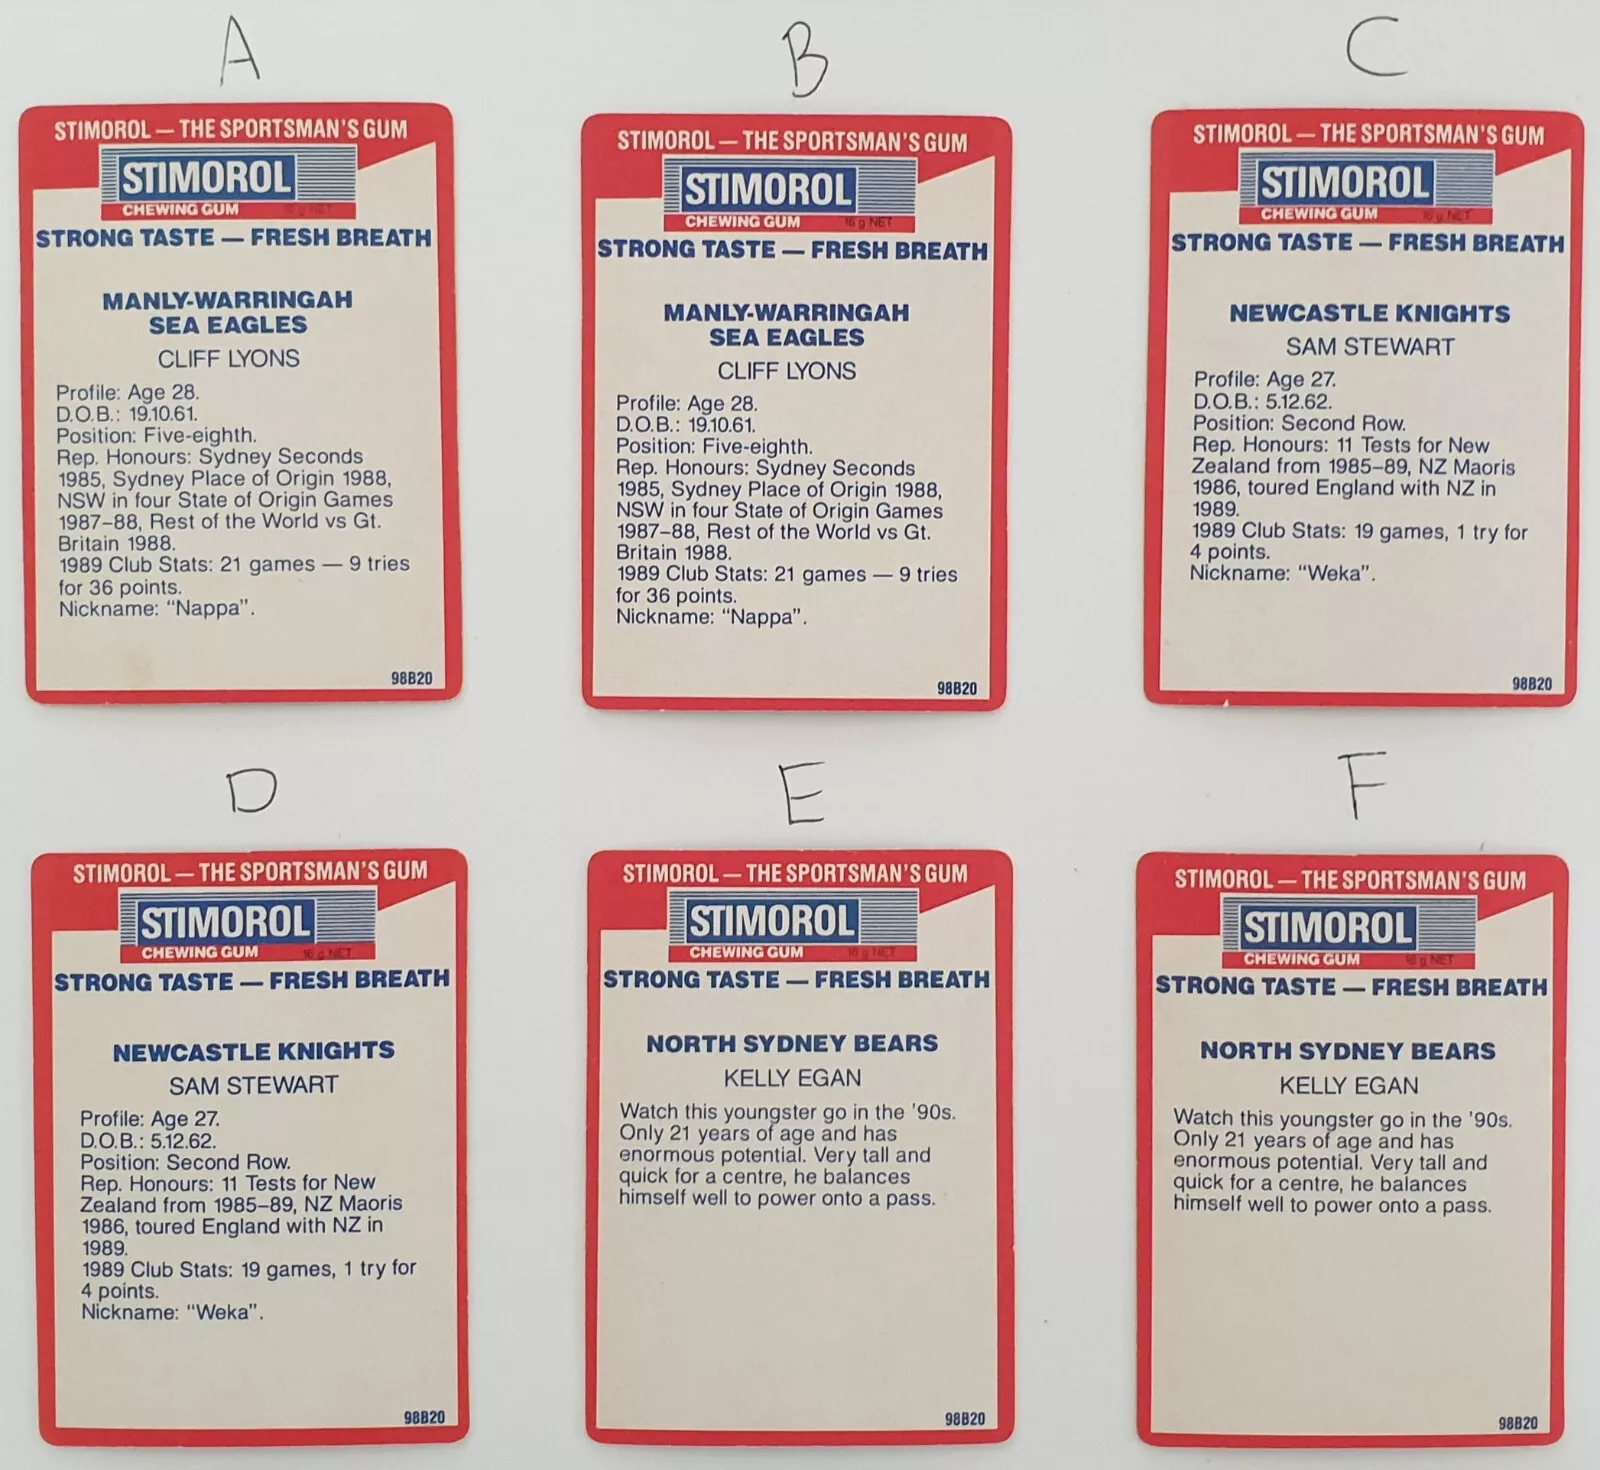 A
STIMOROL — THE SPORTSMAN'S GUM
STIMOROL
CHEWING GUM 16 g NET
STRONG TASTE — FRESH BREATH
MANLY-WARRINGAH
SEA EAGLES
CLIFF LYONS
Profile: Age 28.
D.O.B.: 19.10.61.
Position: Five-eighth.
Rep. Honours: Sydney Seconds
1985, Sydney Place of Origin 1988,
NSW in four State of Origin Games
1987–88, Rest of the World vs Gt.
Britain 1988.
1989 Club Stats: 21 games — 9 tries
for 36 points.
Nickname: “Nappa”.
98B20
B
STIMOROL — THE SPORTSMAN'S GUM
STIMOROL
CHEWING GUM 16 g NET
STRONG TASTE — FRESH BREATH
MANLY-WARRINGAH
SEA EAGLES
CLIFF LYONS
Profile: Age 28.
D.O.B.: 19.10.61.
Position: Five-eighth.
Rep. Honours: Sydney Seconds
1985, Sydney Place of Origin 1988,
NSW in four State of Origin Games
1987–88, Rest of the World vs Gt.
Britain 1988.
1989 Club Stats: 21 games — 9 tries
for 36 points.
Nickname: “Nappa”.
98B20
C
STIMOROL — THE SPORTSMAN'S GUM
STIMOROL
CHEWING GUM 16 g NET
STRONG TASTE — FRESH BREATH
NEWCASTLE KNIGHTS
SAM STEWART
Profile: Age 27.
D.O.B.: 5.12.62.
Position: Second Row.
Rep. Honours: 11 Tests for New
Zealand from 1985–89, NZ Maoris
1986, toured England with NZ in
1989.
1989 Club Stats: 19 games, 1 try for
4 points.
Nickname: “Weka”.
98B20
D
STIMOROL — THE SPORTSMAN'S GUM
STIMOROL
CHEWING GUM 16 g NET
STRONG TASTE — FRESH BREATH
NEWCASTLE KNIGHTS
SAM STEWART
Profile: Age 27.
D.O.B.: 5.12.62.
Position: Second Row.
Rep. Honours: 11 Tests for New
Zealand from 1985–89, NZ Maoris
1986, toured England with NZ in
1989.
1989 Club Stats: 19 games, 1 try for
4 points.
Nickname: “Weka”.
98B20
E
STIMOROL — THE SPORTSMAN'S GUM
STIMOROL
CHEWING GUM 16 g NET
STRONG TASTE — FRESH BREATH
NORTH SYDNEY BEARS
KELLY EGAN
Watch this youngster go in the '90s.
Only 21 years of age and has
enormous potential. Very tall and
quick for a centre, he balances
himself well to power onto a pass.
98B20
F
STIMOROL — THE SPORTSMAN'S GUM
STIMOROL
CHEWING GUM 16 g NET
STRONG TASTE — FRESH BREATH
NORTH SYDNEY BEARS
KELLY EGAN
Watch this youngster go in the '90s.
Only 21 years of age and has
enormous potential. Very tall and
quick for a centre, he balances
himself well to power onto a pass.
98B20